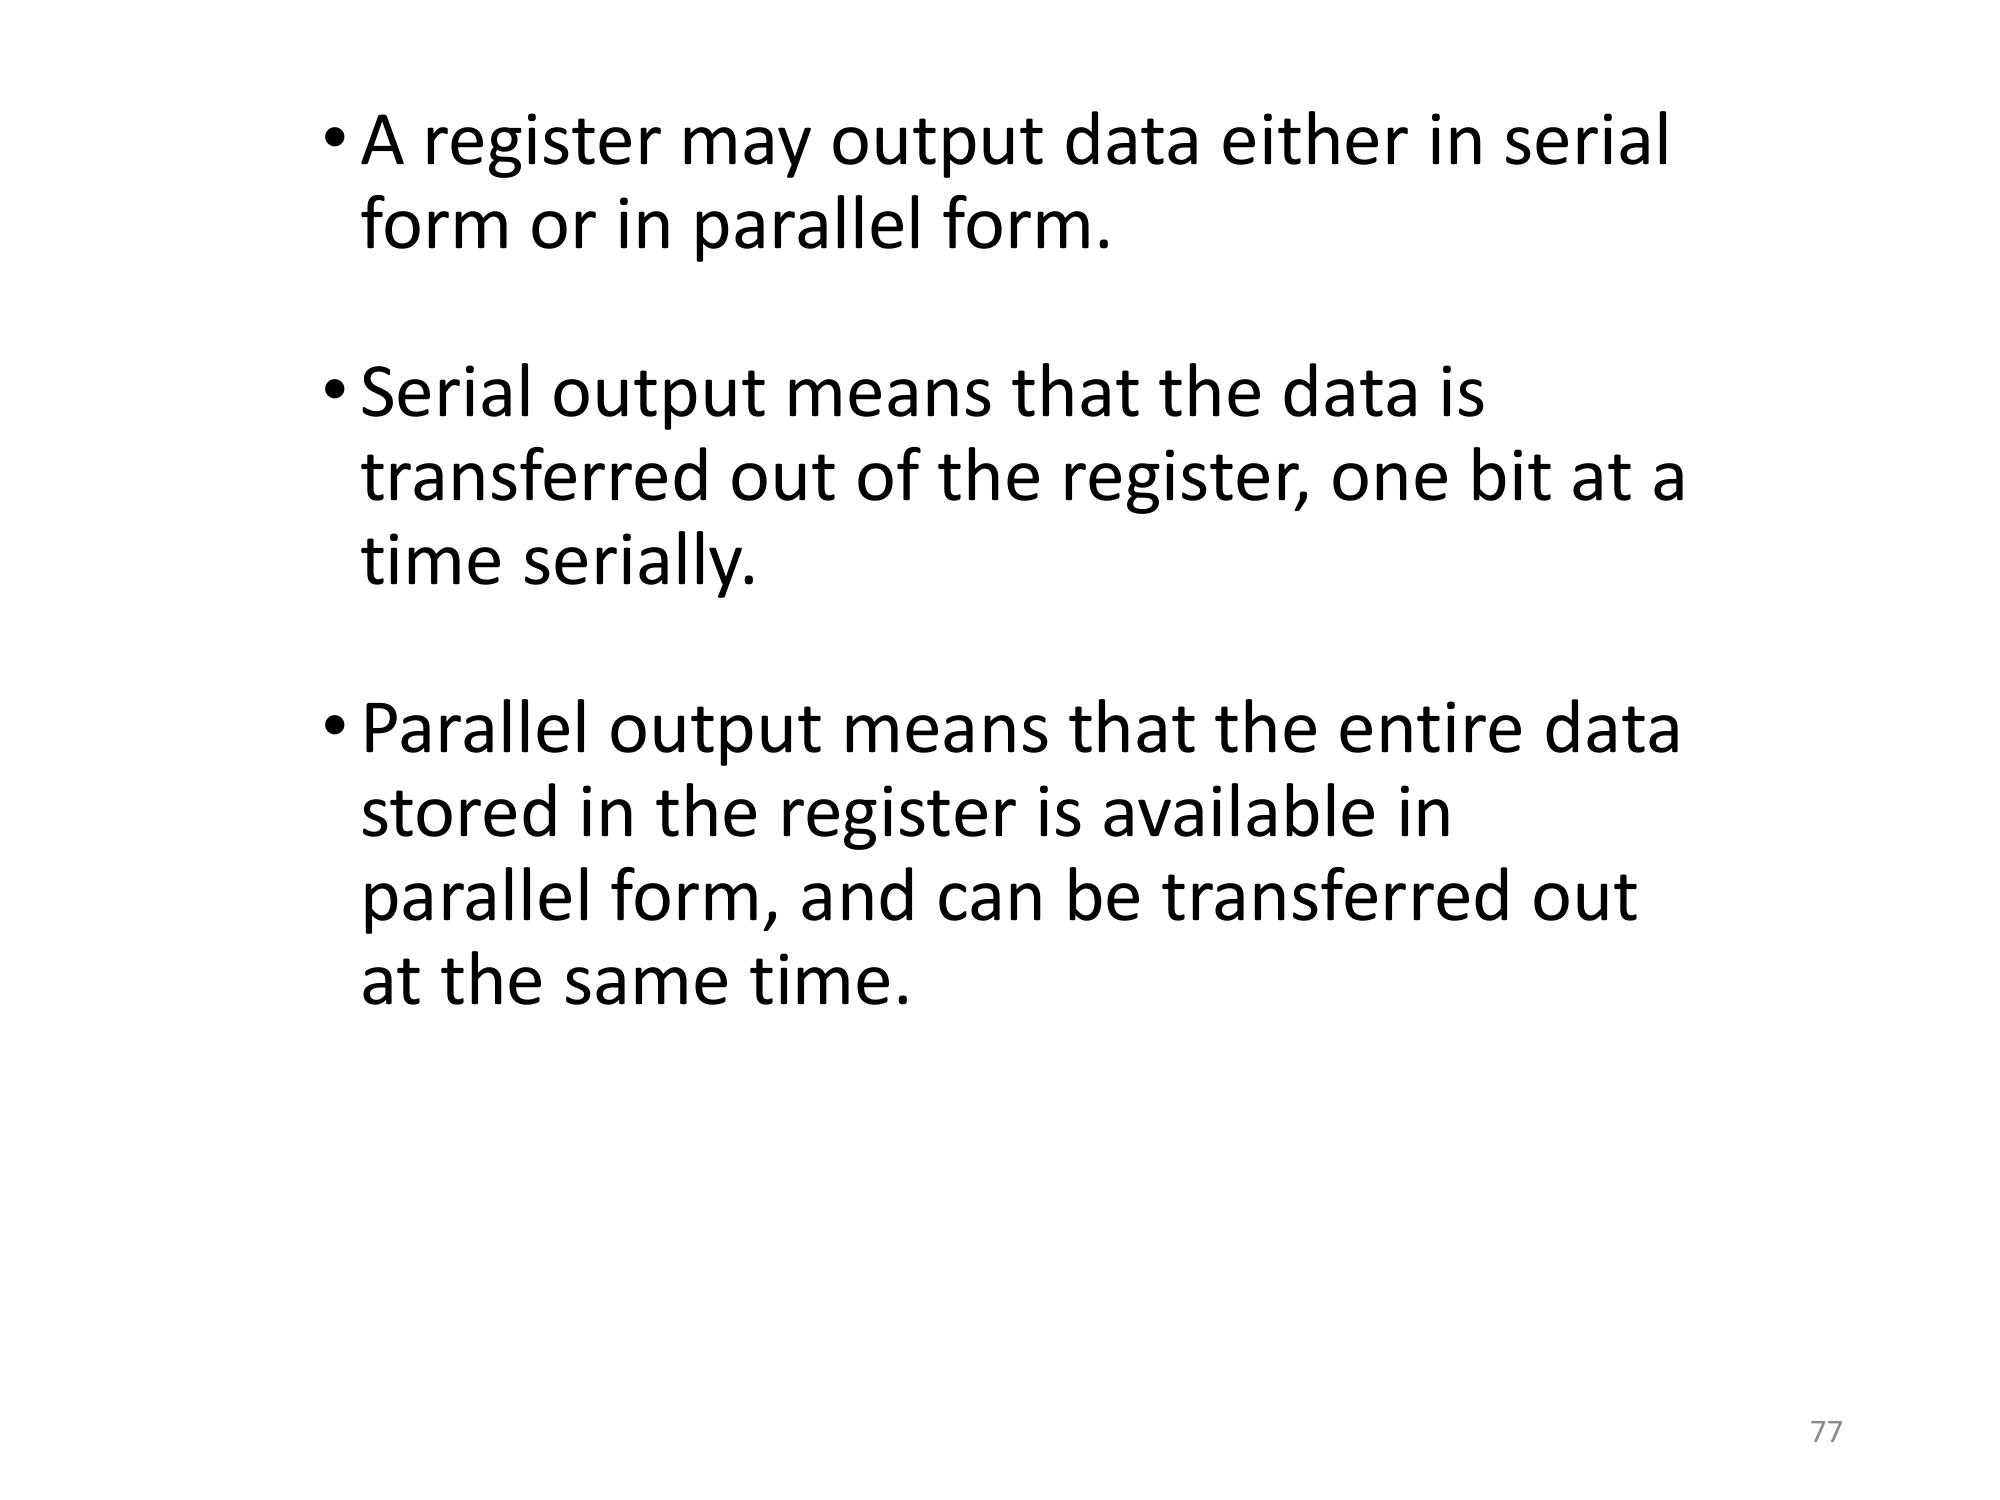 • A register may output data either in serial
form or in parallel form.
• Serial output means that the data is
transferred out of the register, one bit at a
time serially.
• Parallel output means that the entire data
stored in the register is available in
parallel form, and can be transferred out
at the same time.
77